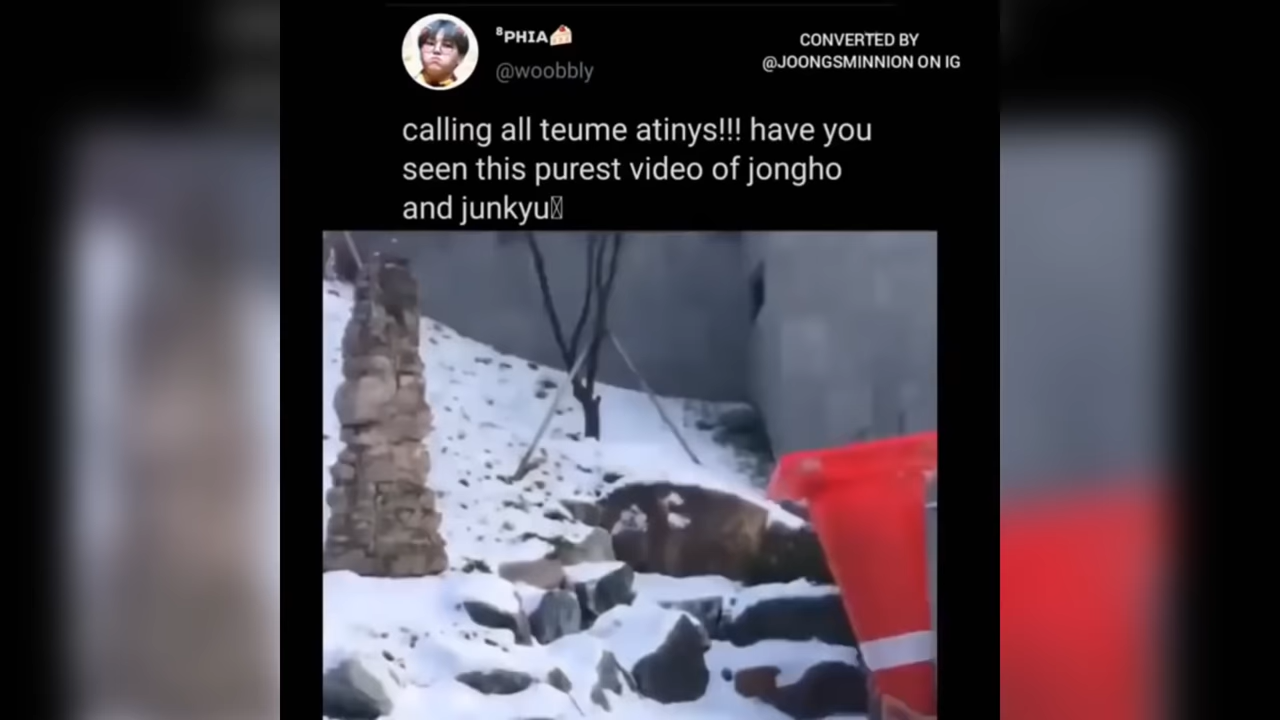 ⁸PHIA🍰
@woobbly
CONVERTED BY
@JOONGSMINNION ON IG
calling all teume atinys!!! have you
seen this purest video of jongho
and junkyu